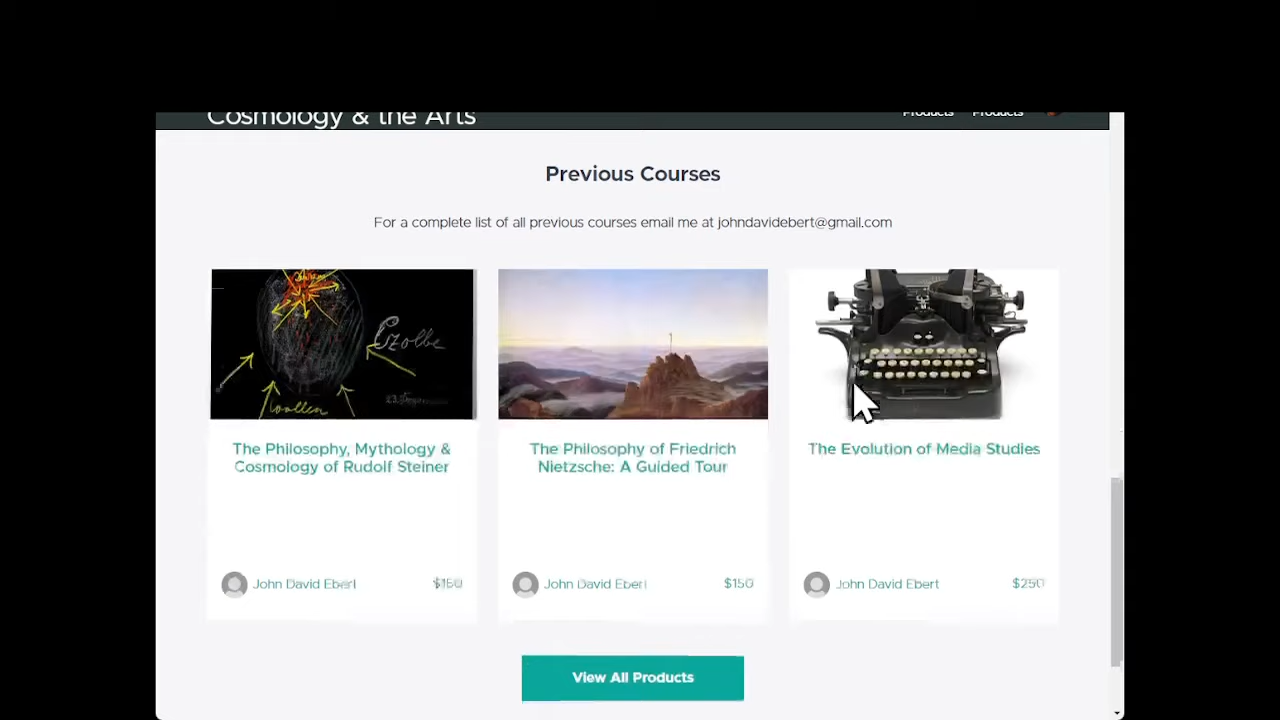 Cosmology & the Arts
Products Products
Previous Courses
For a complete list of all previous courses email me at johndavidebert@gmail.com
Czolbe
Woollen
The Philosophy, Mythology &
Cosmology of Rudolf Steiner
The Philosophy of Friedrich
Nietzsche: A Guided Tour
The Evolution of Media Studies
John David Ebert $150
John David Ebert $150
John David Ebert $250
View All Products